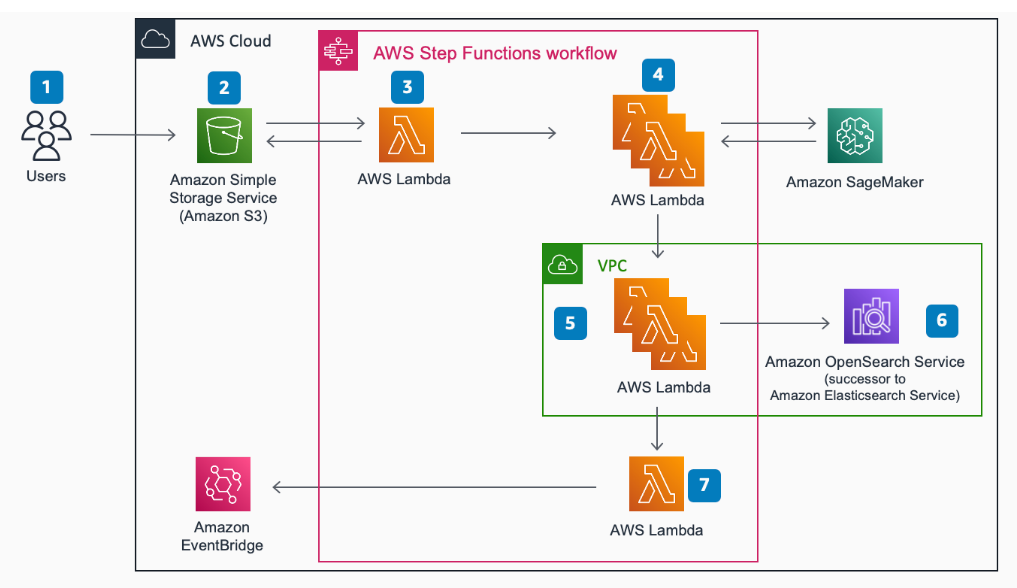 AWS Cloud
AWS Step Functions workflow
1
2
3
4
Users
Amazon Simple
Storage Service
(Amazon S3)
AWS Lambda
AWS Lambda
Amazon SageMaker
VPC
5
6
AWS Lambda
Amazon OpenSearch Service
(successor to
Amazon Elasticsearch Service)
7
Amazon
EventBridge
AWS Lambda